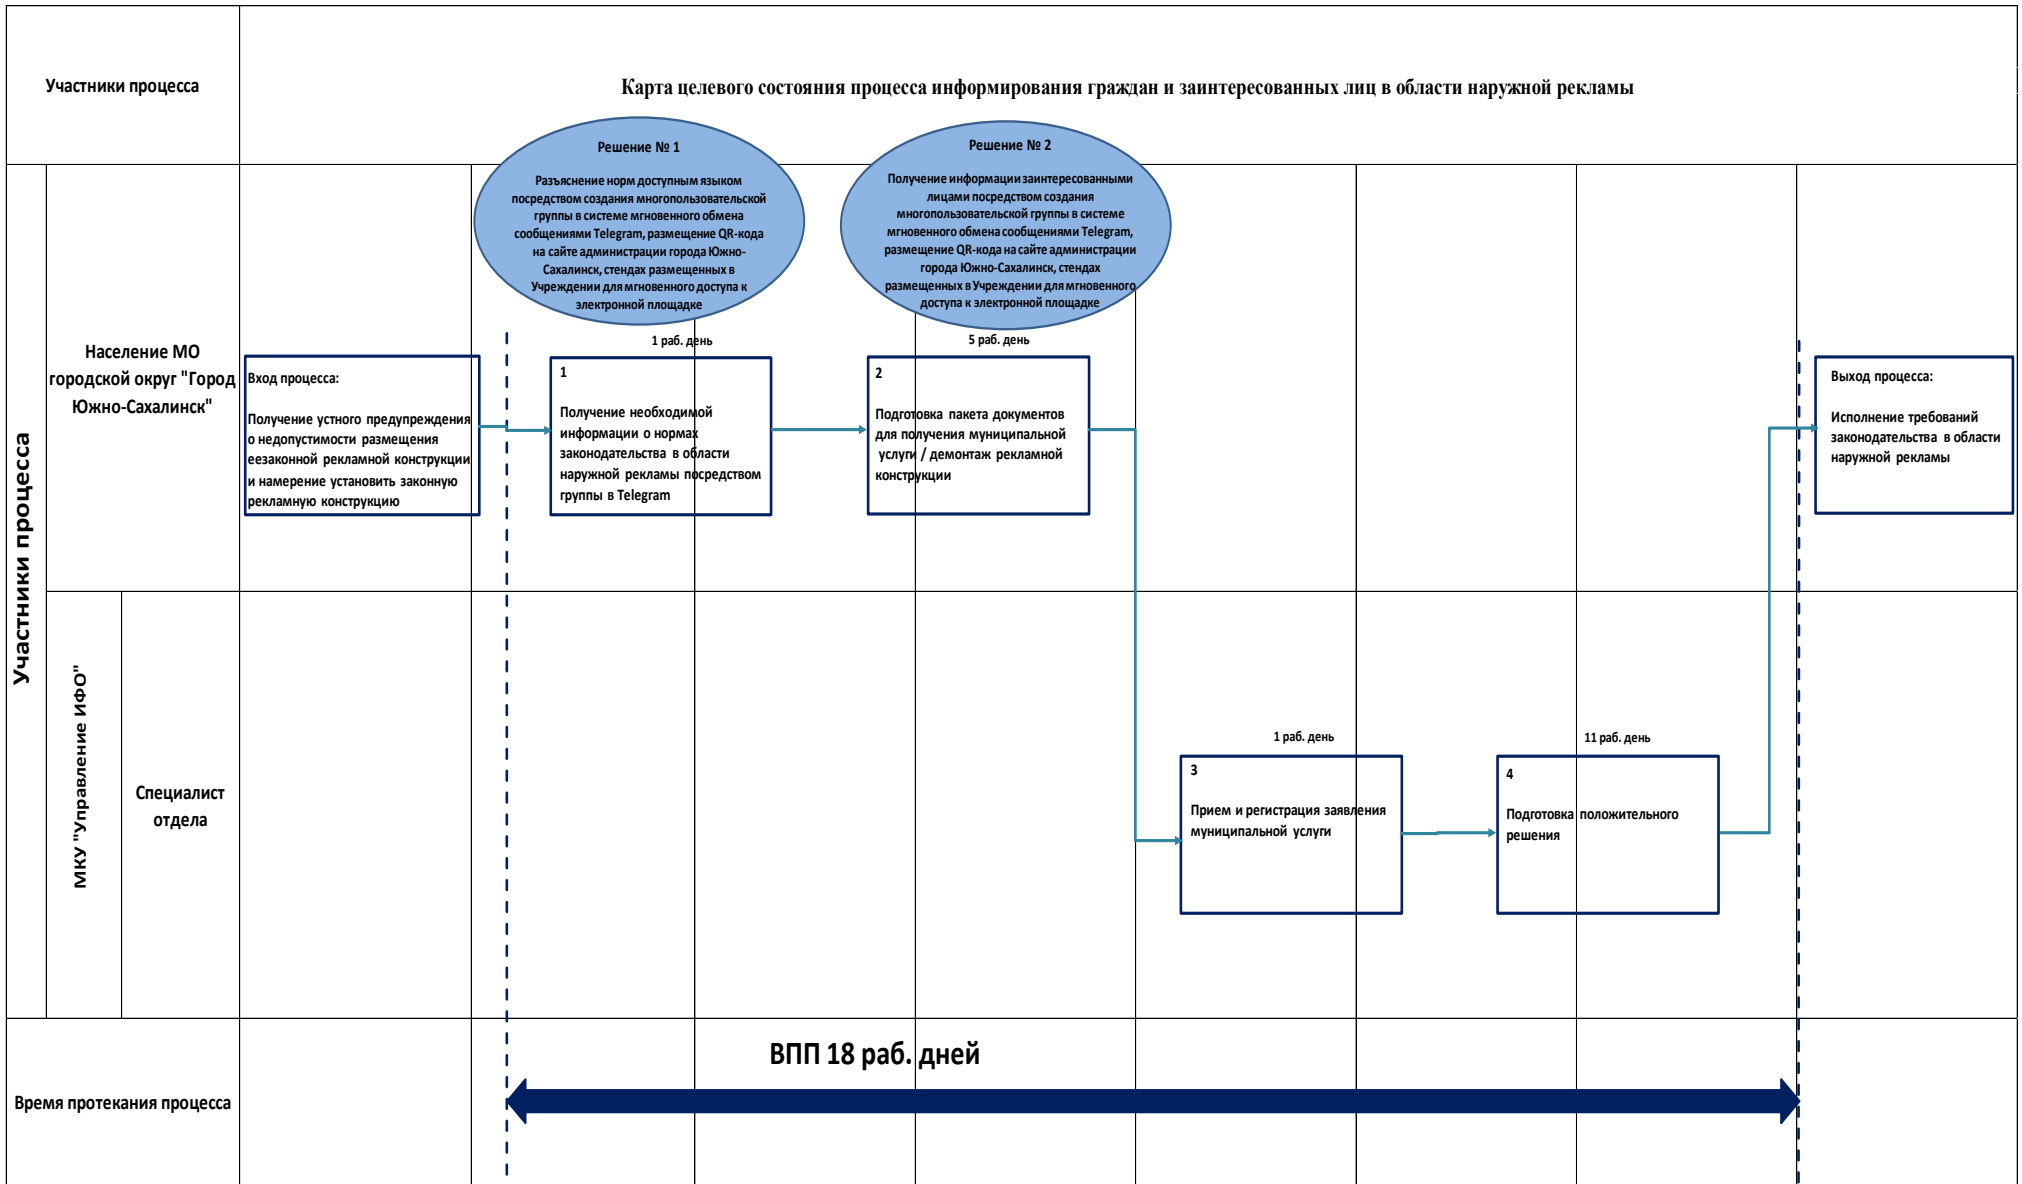 Участники процесса
Карта целевого состояния процесса информирования граждан и заинтересованных лиц в области наружной рекламы
Решение № 1
Разъяснение норм доступным языком
посредством создания многопользовательской
группы в системе мгновенного обмена
сообщениями Telegram, размещение QR-кода
на сайте администрации города Южно-
Сахалинск, стендах размещенных в
Учреждении для мгновенного доступа к
электронной площадке
Решение № 2
Получение информации заинтересованными
лицами посредством создания
многопользовательской группы в системе
мгновенного обмена сообщениями Telegram,
размещение QR-кода на сайте администрации
города Южно-Сахалинск, стендах
размещенных в Учреждении для мгновенного
доступа к электронной площадке
Участники процесса
Население МО
городской округ "Город
Южно-Сахалинск"
Вход процесса:
Получение устного предупреждения
о недопустимости размещения
еезаконной рекламной конструкции
и намерение установить законную
рекламную конструкцию
1 раб. день
1
Получение необходимой
информации о нормах
законодательства в области
наружной рекламы посредством
группы в Telegram
5 раб. день
2
Подготовка пакета документов
для получения муниципальной
услуги / демонтаж рекламной
конструкции
Выход процесса:
Исполнение требований
законодательства в области
наружной рекламы
МКУ "Управление ИФО"
Специалист
отдела
1 раб. день
3
Прием и регистрация заявления
муниципальной услуги
11 раб. день
4
Подготовка положительного
решения
Время протекания процесса
ВПП 18 раб. дней